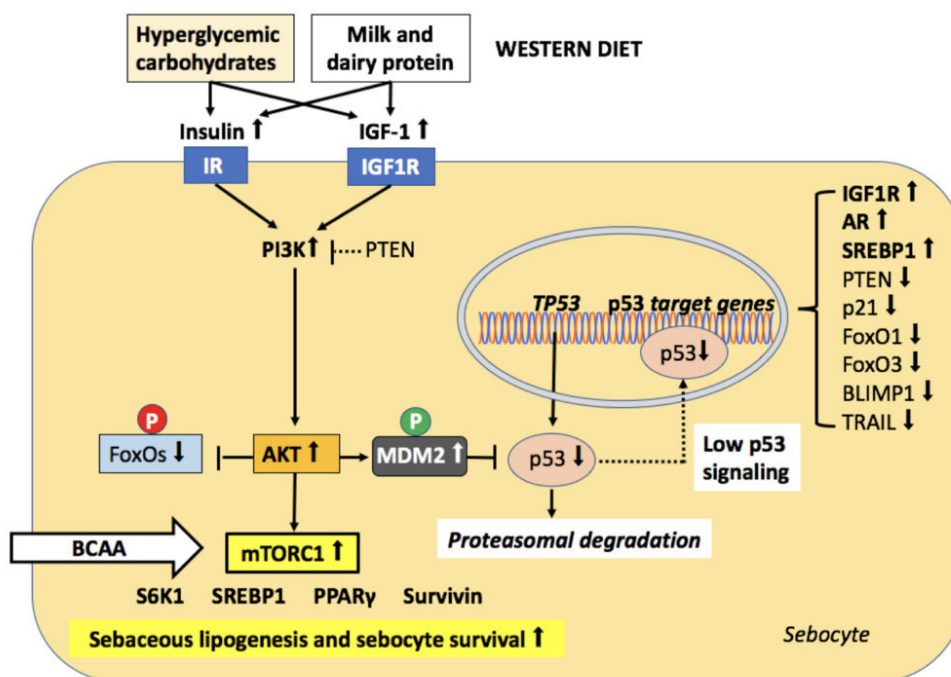 Hyperglycemic
carbohydrates
Milk and
dairy protein
WESTERN DIET
Insulin ↑
IGF-1 ↑
IR
IGF1R
PI3K↑
PTEN
TP53
p53 target genes
p53↓
IGF1R ↑
AR ↑
SREBP1 ↑
PTEN ↓
p21 ↓
FoxO1 ↓
FoxO3 ↓
BLIMP1 ↓
TRAIL ↓
P
FoxOs ↓
AKT ↑
P
MDM2 ↑
p53 ↓
Low p53
signaling
Proteasomal degradation
BCAA
mTORC1 ↑
S6K1 SREBP1 PPARγ Survivin
Sebaceous lipogenesis and sebocyte survival ↑
Sebocyte